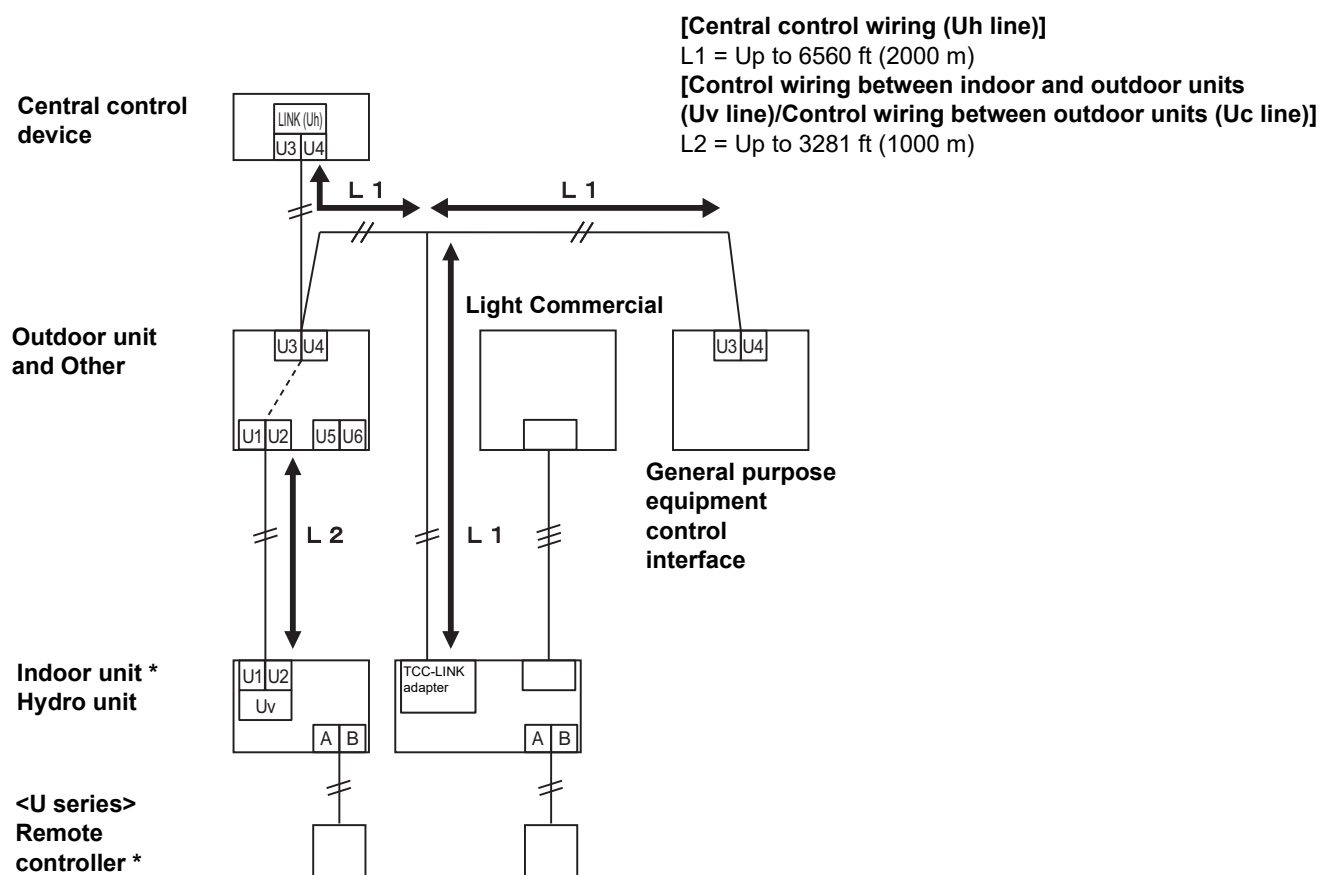 [Central control wiring (Uh line)]
L1 = Up to 6560 ft (2000 m)
[Control wiring between indoor and outdoor units
(Uv line)/Control wiring between outdoor units (Uc line)]
L2 = Up to 3281 ft (1000 m)
Central control
device
LINK (Uh)
U3 U4
L 1
L 1
Light Commercial
Outdoor unit
and Other
U3 U4
U3 U4
U1 U2
U5 U6
General purpose
equipment
control
interface
L 2
L 1
Indoor unit *
Hydro unit
U1 U2
Uv
TCC-LINK
adapter
A B
A B
<U series>
Remote
controller *